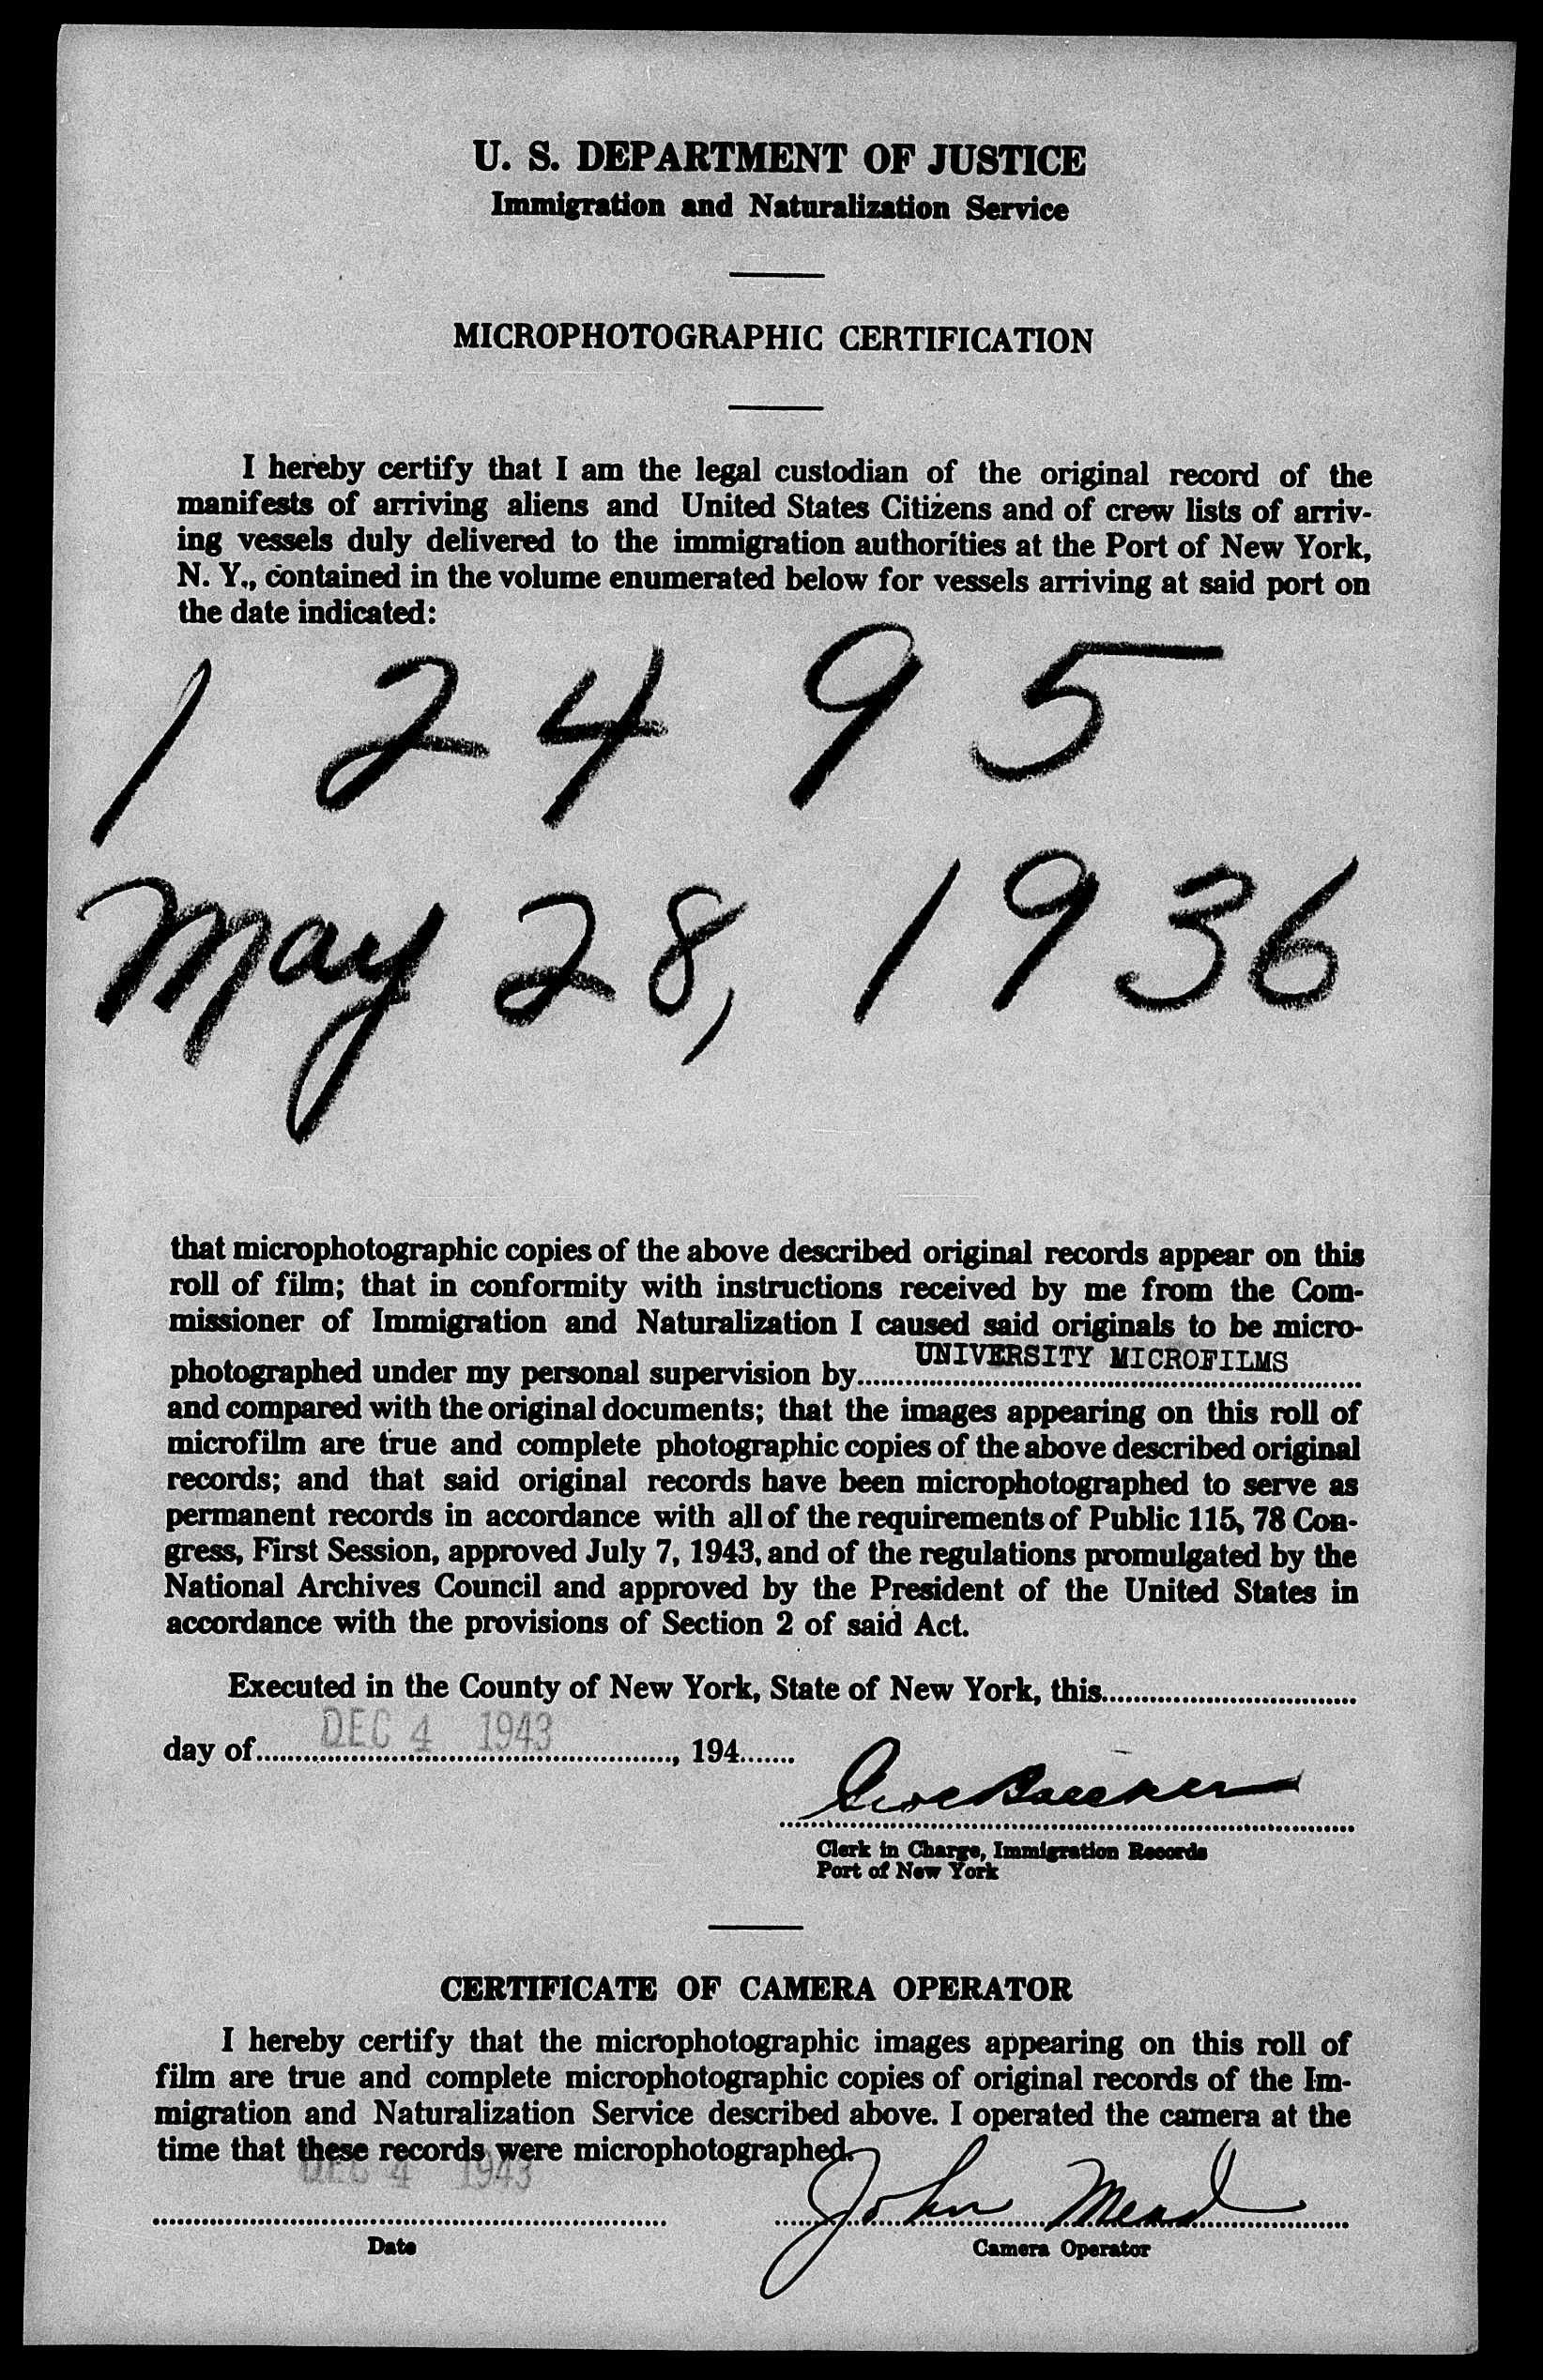 U. S. DEPARTMENT OF JUSTICE
Immigration and Naturalization Service
MICROPHOTOGRAPHIC CERTIFICATION
I hereby certify that I am the legal custodian of the original record of the
manifests of arriving aliens and United States Citizens and of crew lists of arriv-
ing vessels duly delivered to the immigration authorities at the Port of New York,
N. Y., contained in the volume enumerated below for vessels arriving at said port on
the date indicated:
1 2 4 9 5
May 28, 1936
that microphotographic copies of the above described original records appear on this
roll of film; that in conformity with instructions received by me from the Com-
missioner of Immigration and Naturalization I caused said originals to be micro-
photographed under my personal supervision by UNIVERSITY MICROFILMS
and compared with the original documents; that the images appearing on this roll of
microfilm are true and complete photographic copies of the above described original
records; and that said original records have been microphotographed to serve as
permanent records in accordance with all of the requirements of Public 115, 78 Con-
gress, First Session, approved July 7, 1943, and of the regulations promulgated by the
National Archives Council and approved by the President of the United States in
accordance with the provisions of Section 2 of said Act.
Executed in the County of New York, State of New York, this
day of DEC 4 1943, 194
Clerk in Charge, Immigration Records
Port of New York
CERTIFICATE OF CAMERA OPERATOR
I hereby certify that the microphotographic images appearing on this roll of
film are true and complete microphotographic copies of original records of the Im-
migration and Naturalization Service described above. I operated the camera at the
time that these records were microphotographed.
DEC 4 1943 John Mead
Date Camera Operator